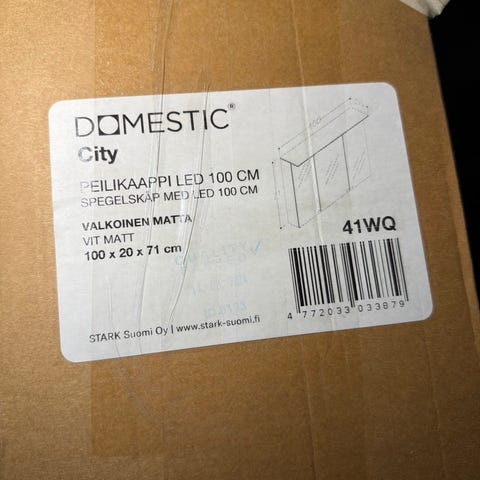 DOMESTIC®
City
PEILIKAAPPI LED 100 CM
SPEGELSKÅP MED LED 100 CM
VALKOINEN MATTA
VIT MATT
100 x 20 x 71 cm
100
41WQ
4 772033 033879
STARK Suomi Oy | www.stark-suomi.fi